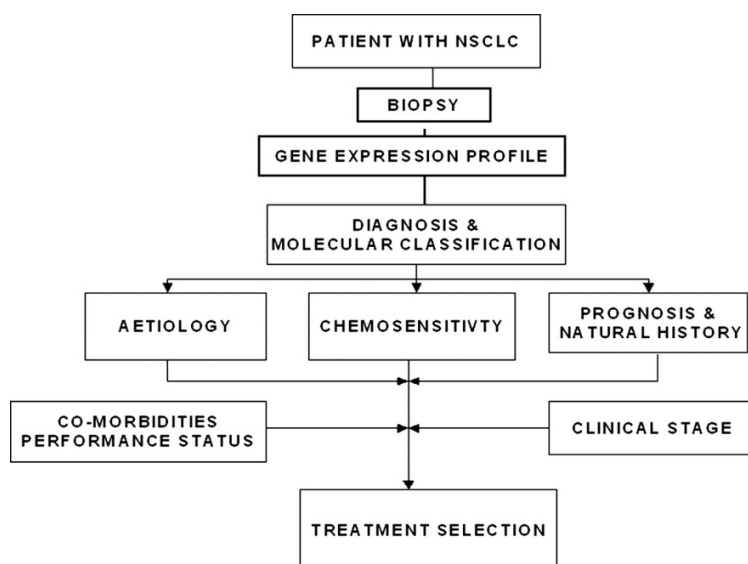 PATIENT WITH NSCLC
BIOPSY
GENE EXPRESSION PROFILE
DIAGNOSIS &
MOLECULAR CLASSIFICATION
AETIOLOGY
CHEMOSENSITIVTY
PROGNOSIS &
NATURAL HISTORY
CO-MORBIDITIES
PERFORMANCE STATUS
CLINICAL STAGE
TREATMENT SELECTION